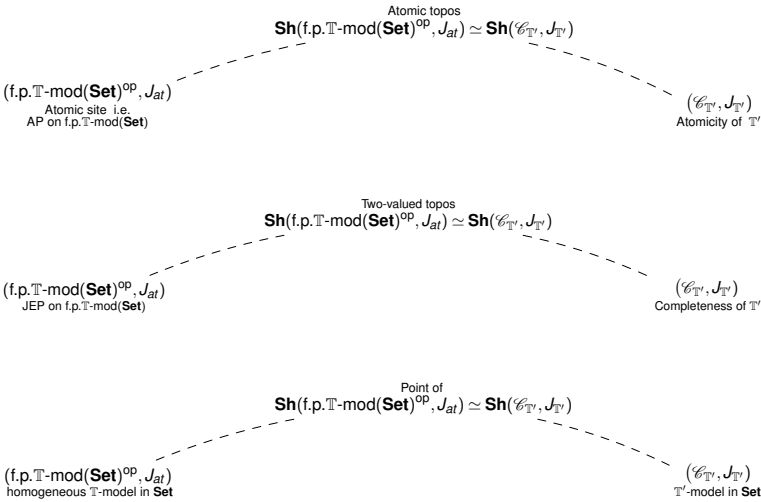 Atomic topos
Sh(f.p.𝕋-mod(Set)ᵒᵖ, J_at) ≃ Sh(𝒞_𝕋′, J_𝕋′)
(f.p.𝕋-mod(Set)ᵒᵖ, J_at)
Atomic site i.e.
AP on f.p.𝕋-mod(Set)
(𝒞_𝕋′, J_𝕋′)
Atomicity of 𝕋′
Two-valued topos
Sh(f.p.𝕋-mod(Set)ᵒᵖ, J_at) ≃ Sh(𝒞_𝕋′, J_𝕋′)
(f.p.𝕋-mod(Set)ᵒᵖ, J_at)
JEP on f.p.𝕋-mod(Set)
(𝒞_𝕋′, J_𝕋′)
Completeness of 𝕋′
Point of
Sh(f.p.𝕋-mod(Set)ᵒᵖ, J_at) ≃ Sh(𝒞_𝕋′, J_𝕋′)
(f.p.𝕋-mod(Set)ᵒᵖ, J_at)
homogeneous 𝕋-model in Set
(𝒞_𝕋′, J_𝕋′)
𝕋′-model in Set